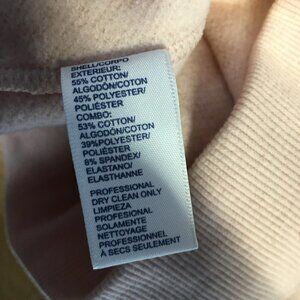 SHELL/CORPO
EXTERIEUR:
55% COTTON/
ALGODÓN/COTON
45% POLYESTER/
POLIÉSTER
COMBO:
53% COTTON/
ALGODÓN/COTON
39%POLYESTER/
POLIÉSTER
8% SPANDEX/
ELASTANO/
ELASTHANNE
PROFESSIONAL
DRY CLEAN ONLY
LIMPIEZA
PROFESIONAL
SOLAMENTE
NETTOYAGE
PROFESSIONNEL
À SECS SEULEMENT